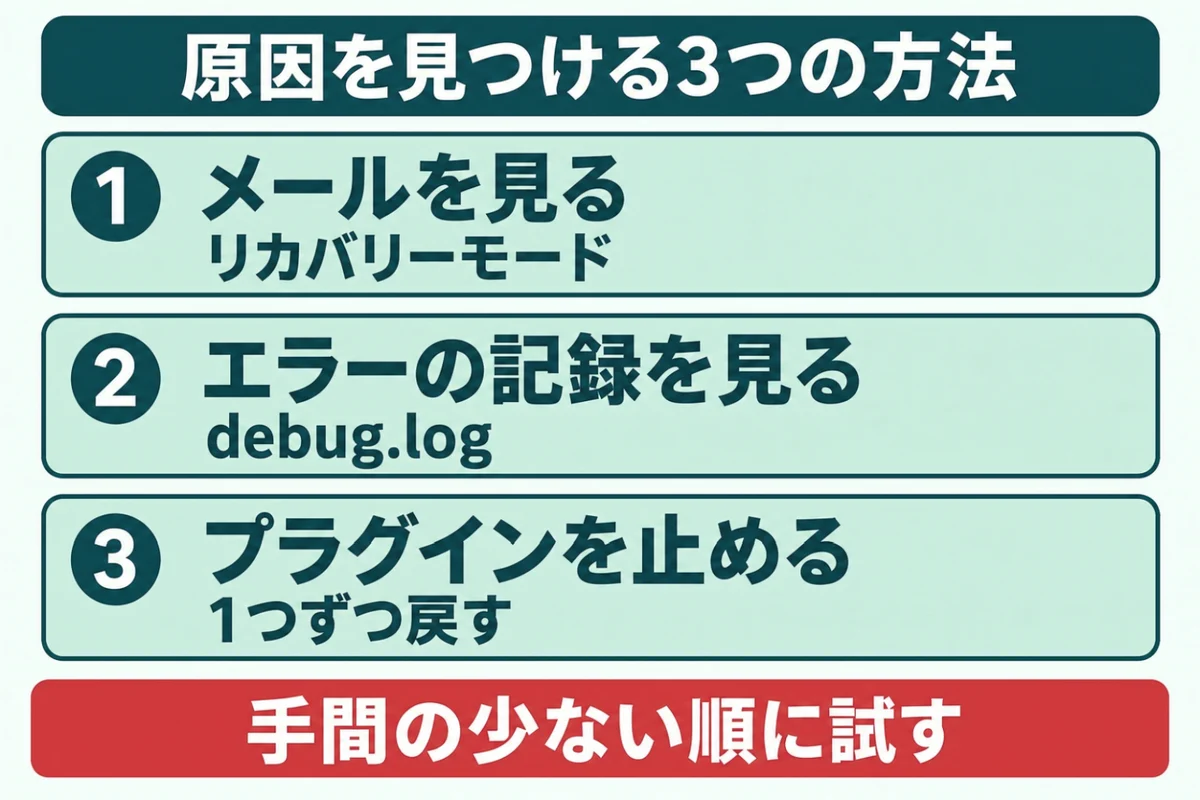 原因を見つける3つの方法
1 メールを見る
リカバリーモード
2 エラーの記録を見る
debug.log
3 プラグインを止める
1つずつ戻す
手間の少ない順に試す